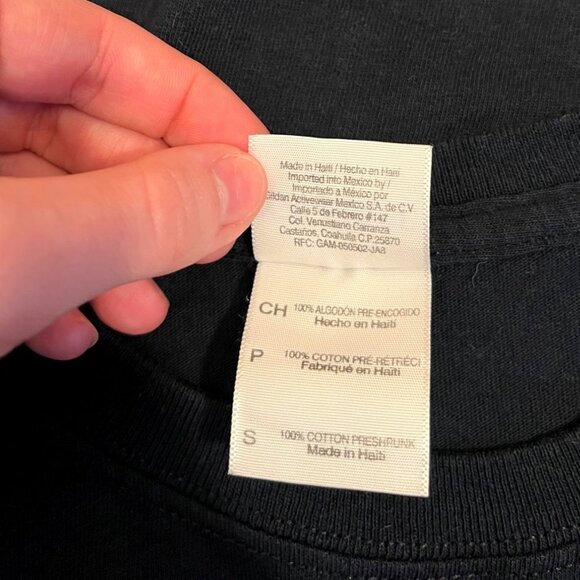 Made in Haiti / Hecho en Haití
Imported into Mexico by /
Importado a México por
Gildan Activewear Mexico S.A. de C.V.
Calle 5 de Febrero #147
Col. Venustiano Carranza
Castaños, Coahuila C.P.25870
RFC: GAM-050502-JA8
CH 100% ALGODÓN PRE-ENCOGIDO
Hecho en Haití
P 100% COTON PRÉ-RÉTRÉCI
Fabriqué en Haïti
S 100% COTTON PRESHRUNK
Made in Haiti